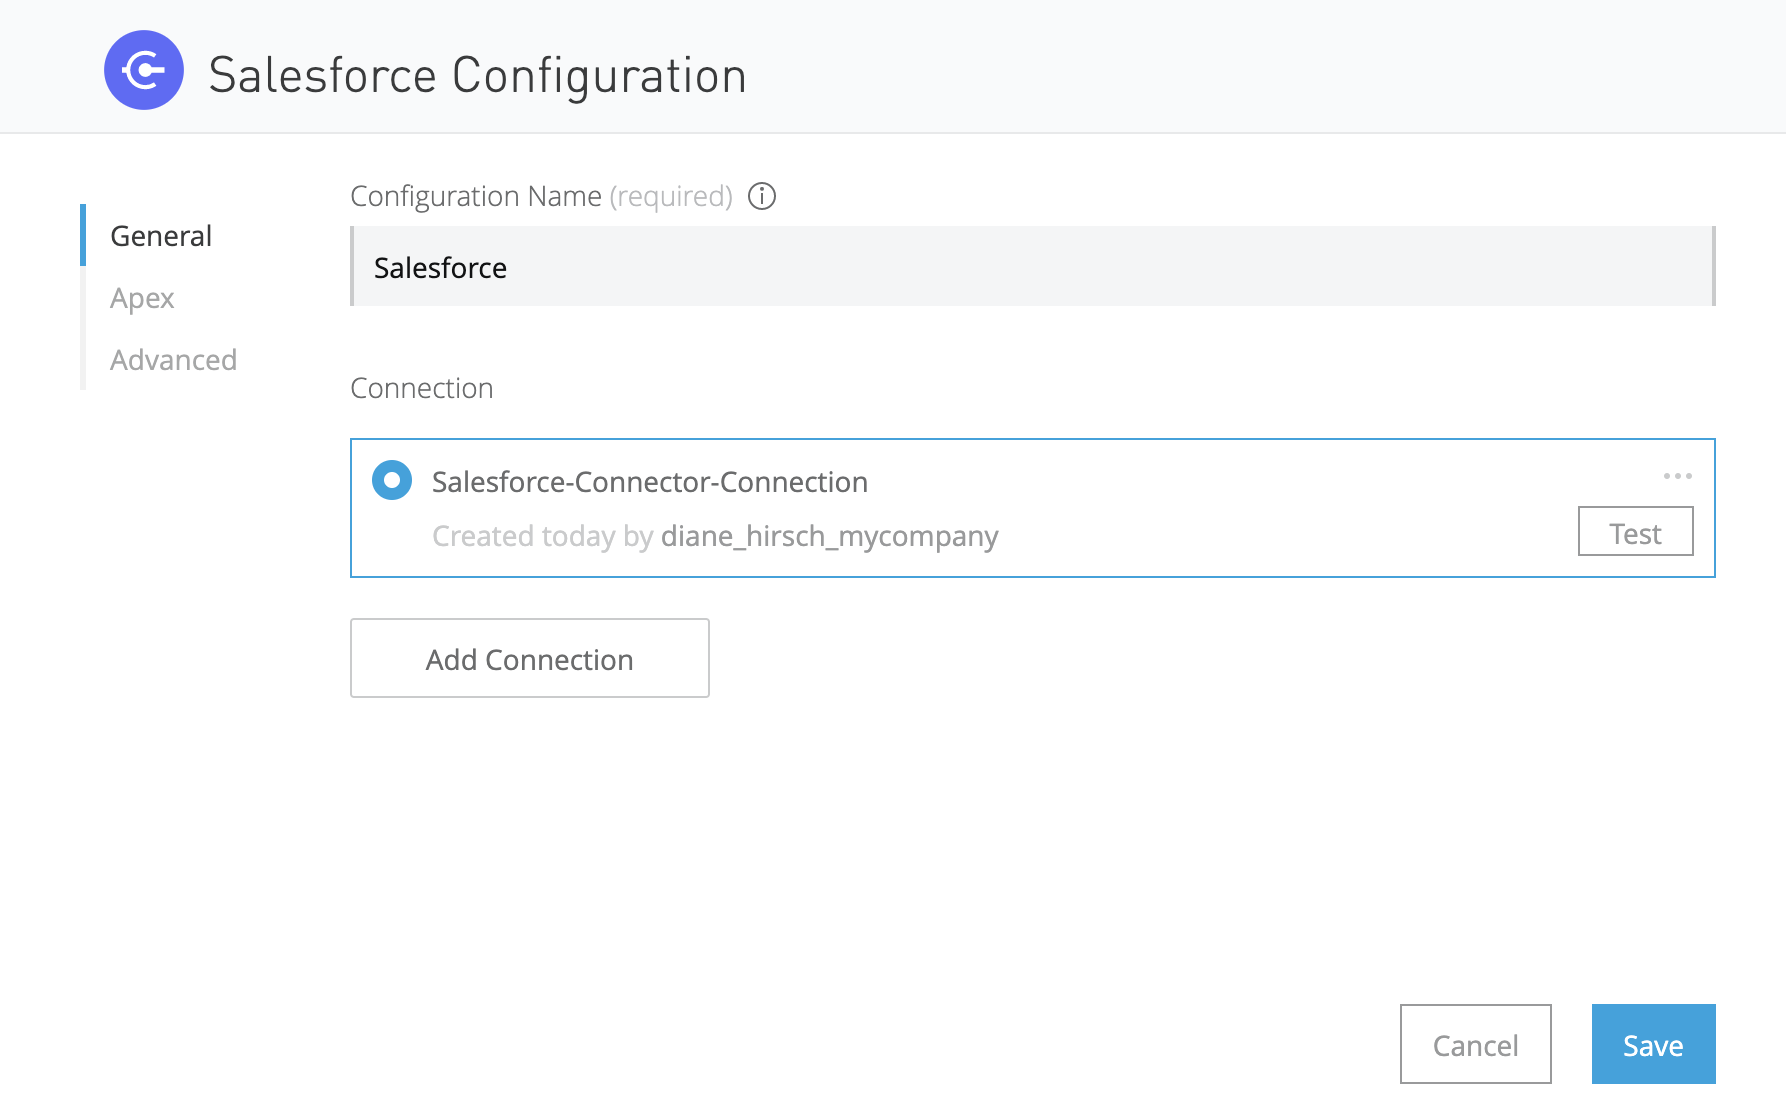 Salesforce Configuration
General
Apex
Advanced
Configuration Name (required)
Salesforce
Connection
Salesforce-Connector-Connection
Created today by diane_hirsch_mycompany
Test
Add Connection
Cancel
Save